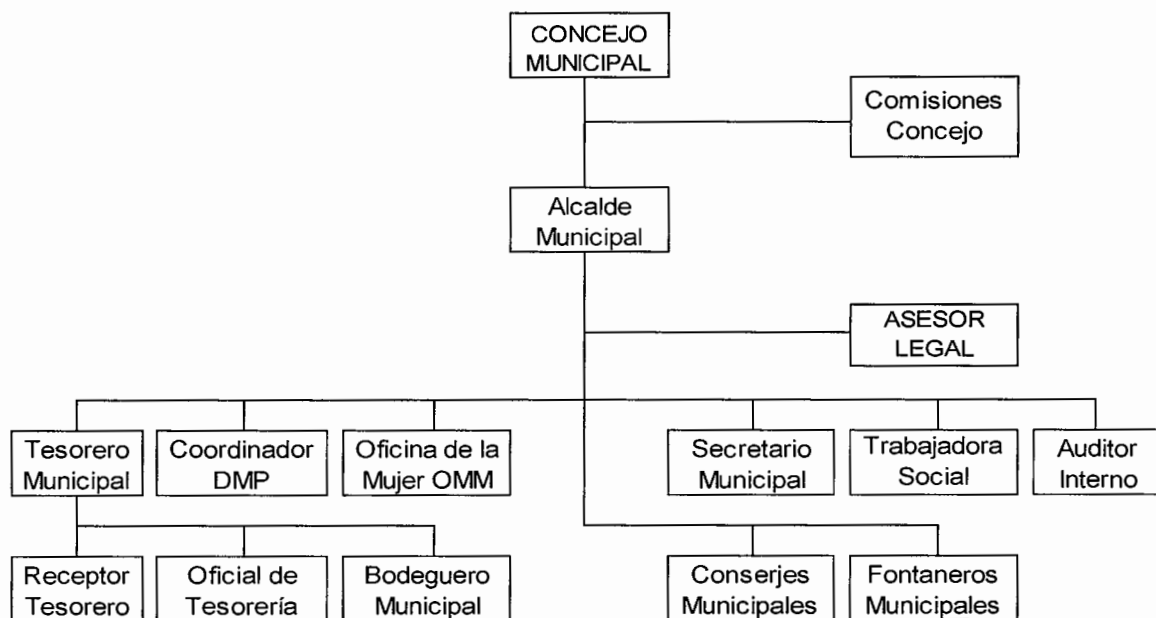 CONCEJO
MUNICIPAL
Comisiones
Concejo
Alcalde
Municipal
ASESOR
LEGAL
Tesorero
Municipal
Coordinador
DMP
Oficina de la
Mujer OMM
Secretario
Municipal
Trabajadora
Social
Auditor
Interno
Receptor
Tesorero
Oficial de
Tesorería
Bodeguero
Municipal
Conserjes
Municipales
Fontaneros
Municipales